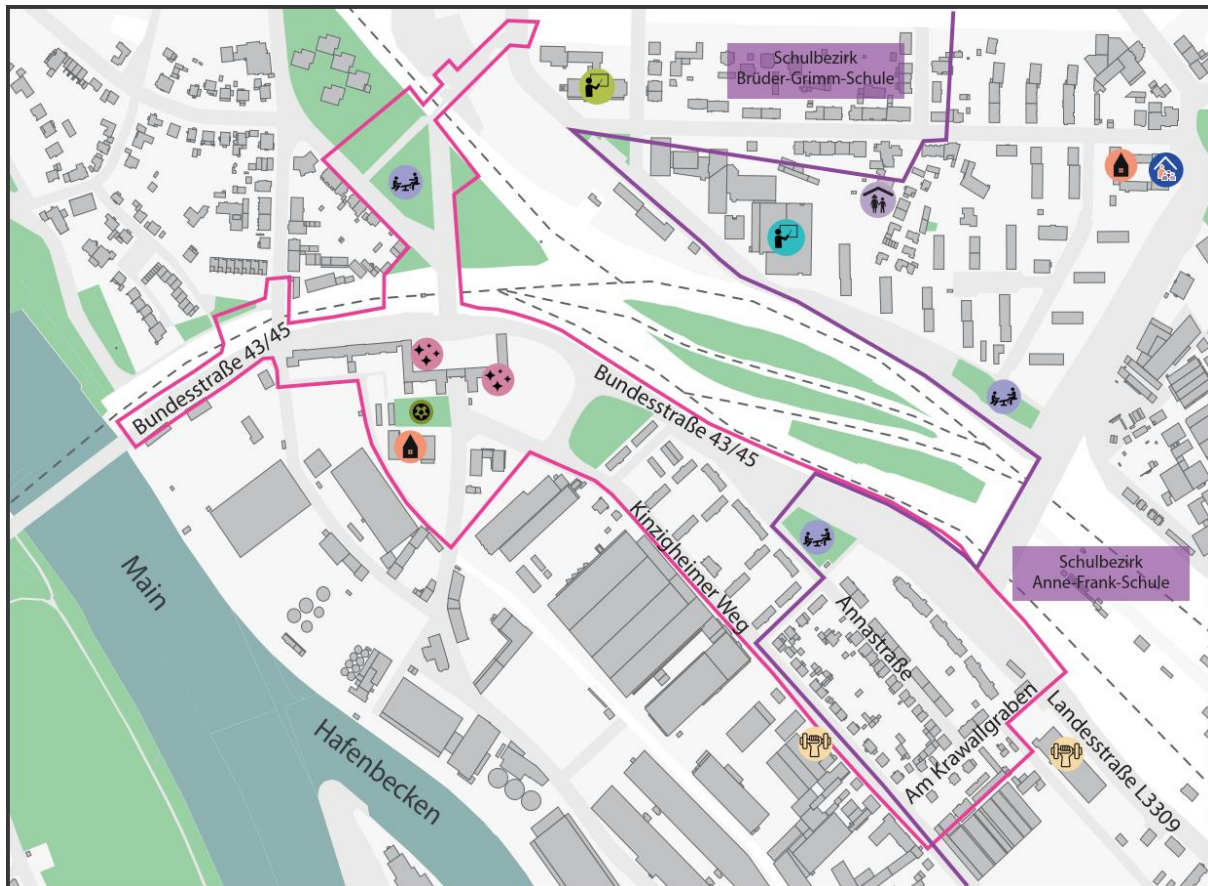 Schulbezirk
Brüder-Grimm-Schule
Bundesstraße 43/45
Bundesstraße 43/45
Kinzigheimer Weg
Schulbezirk
Anne-Frank-Schule
Main
Annastraße
Hafenbecken
Am Krawallgraben
Landesstraße L3309